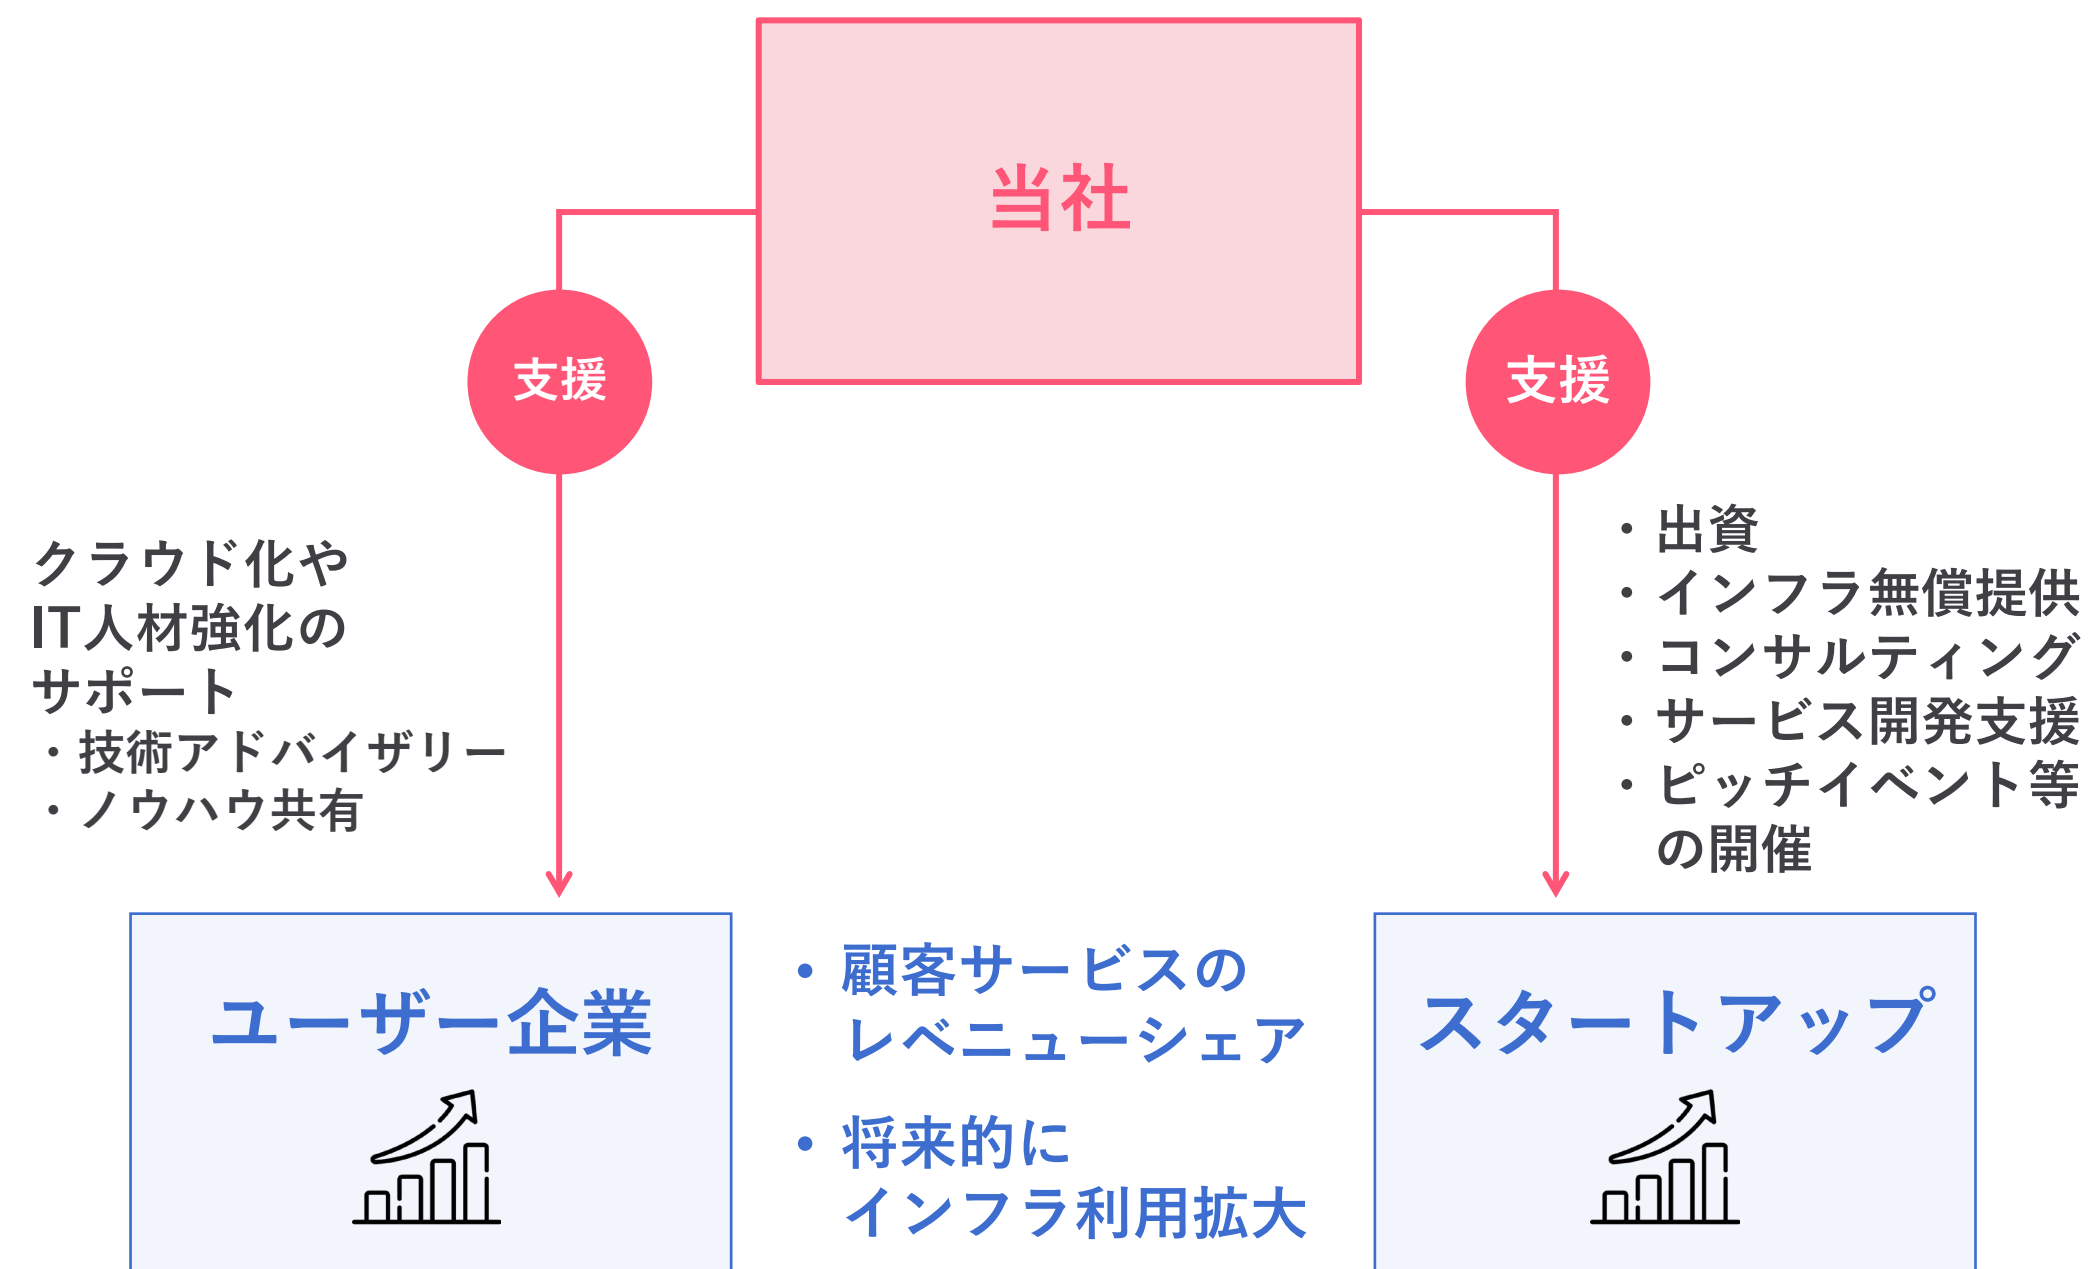 当社
支援
支援
クラウド化や
IT人材強化の
サポート
・技術アドバイザリー
・ノウハウ共有
・出資
・インフラ無償提供
・コンサルティング
・サービス開発支援
・ピッチイベント等
の開催
ユーザー企業
・顧客サービスの
レベニューシェア
・将来的に
インフラ利用拡大
スタートアップ